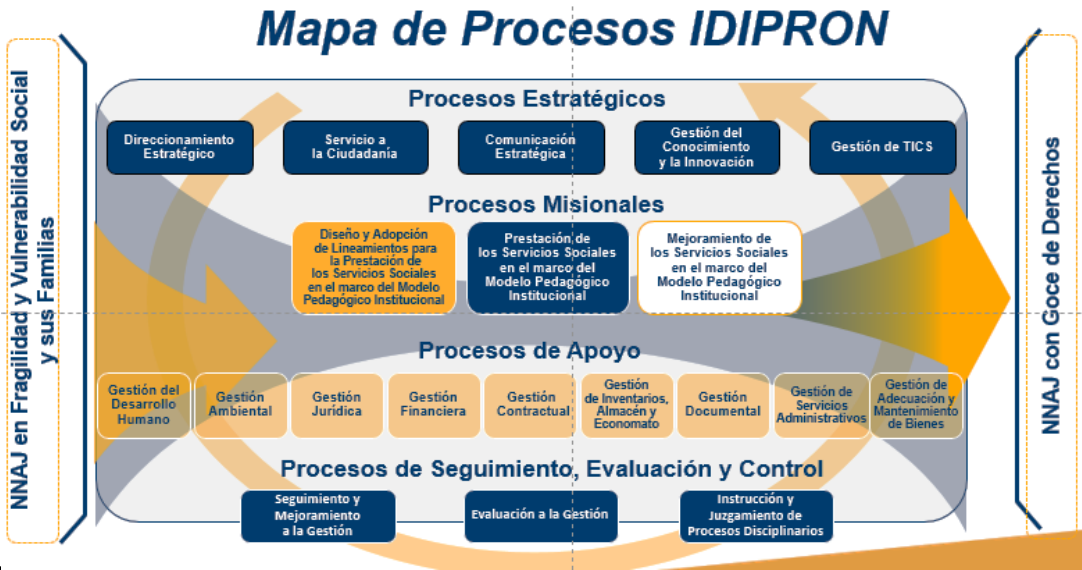 Mapa de Procesos IDIPRON
NNAJ en Fragilidad y Vulnerabilidad Social
y sus Familias
Procesos Estratégicos
Direccionamiento
Estratégico
Servicio a
la Ciudadanía
Comunicación
Estratégica
Gestión del
Conocimiento
y la Innovación
Gestión de TICS
Procesos Misionales
Diseño y Adopción
de Lineamientos para
la Prestación de
los Servicios Sociales
en el marco del Modelo
Pedagógico Institucional
Prestación de
los Servicios Sociales
en el marco del
Modelo Pedagógico
Institucional
Mejoramiento de
los Servicios Sociales
en el marco del
Modelo Pedagógico
Institucional
Procesos de Apoyo
Gestión del
Desarrollo
Humano
Gestión
Ambiental
Gestión
Jurídica
Gestión
Financiera
Gestión
Contractual
Gestión
de Inventarios,
Almacén y
Economato
Gestión
Documental
Gestión de
Servicios
Administrativos
Gestión de
Adecuación y
Mantenimiento
de Bienes
Procesos de Seguimiento, Evaluación y Control
Seguimiento y
Mejoramiento
a la Gestión
Evaluación a la Gestión
Instrucción y
Juzgamiento de
Procesos Disciplinarios
NNAJ con Goce de Derechos